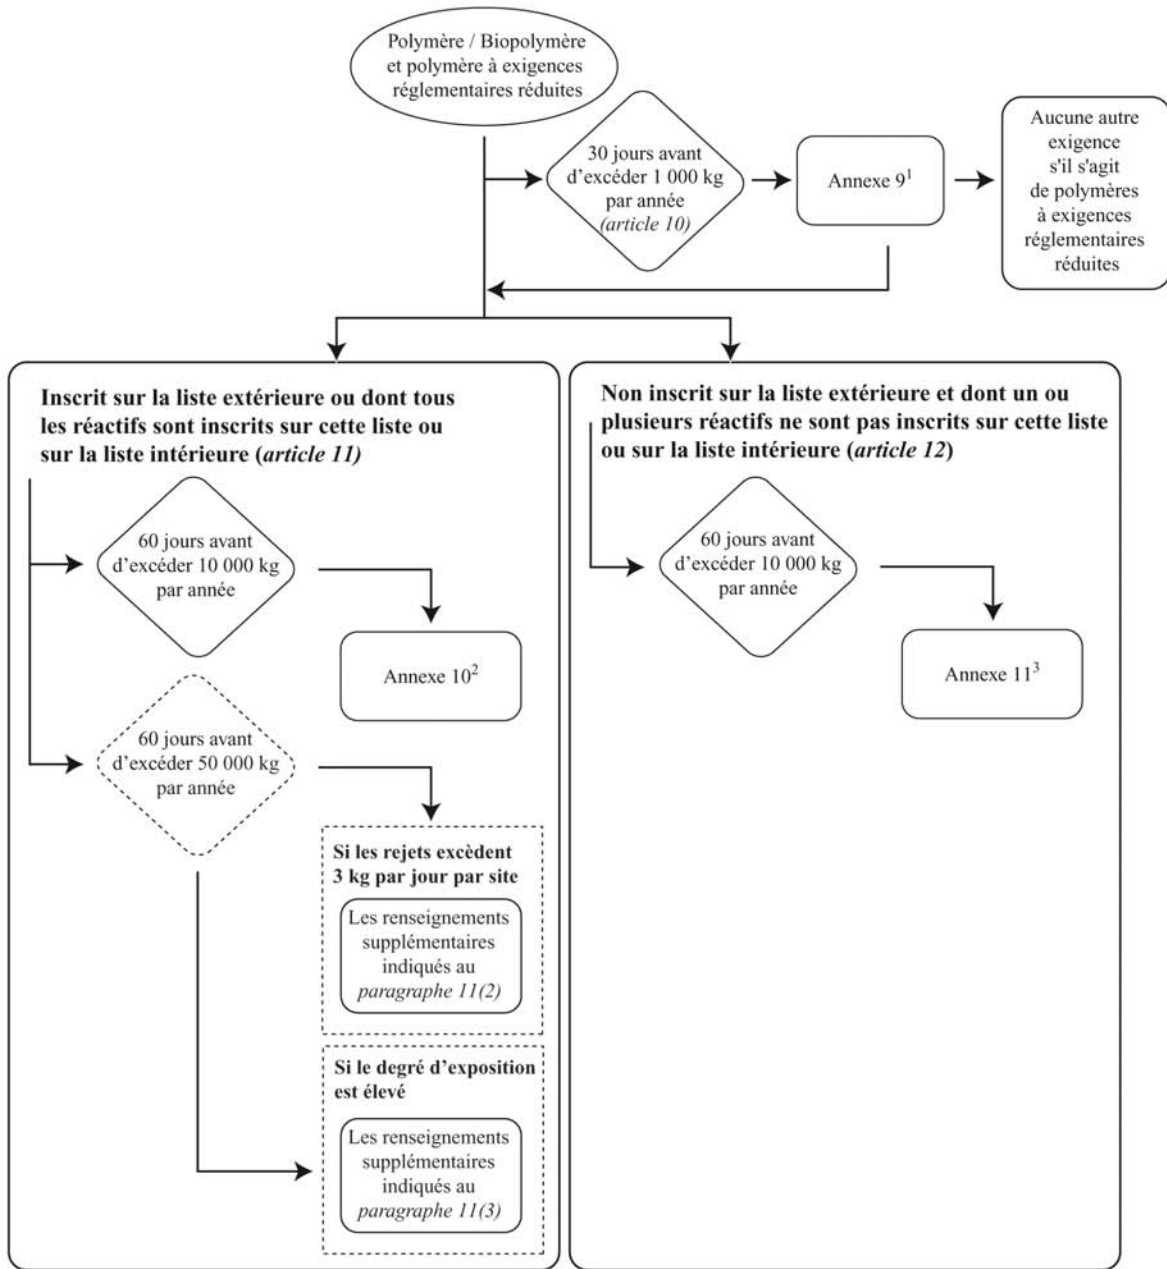 Polymère / Biopolymère
et polymère à exigences
réglementaires réduites
30 jours avant
d’excéder 1 000 kg
par année
(article 10)
Annexe 9¹
Aucune autre
exigence
s'il s'agit
de polymères
à exigences
réglementaires
réduites
Inscrit sur la liste extérieure ou dont tous
les réactifs sont inscrits sur cette liste ou
sur la liste intérieure (article 11)
60 jours avant
d’excéder 10 000 kg
par année
Annexe 10²
60 jours avant
d’excéder 50 000 kg
par année
Si les rejets excèdent
3 kg par jour par site
Les renseignements
supplémentaires
indiqués au
paragraphe 11(2)
Si le degré d’exposition
est élevé
Les renseignements
supplémentaires
indiqués au
paragraphe 11(3)
Non inscrit sur la liste extérieure et dont un ou
plusieurs réactifs ne sont pas inscrits sur cette liste
ou sur la liste intérieure (article 12)
60 jours avant
d’excéder 10 000 kg
par année
Annexe 11³